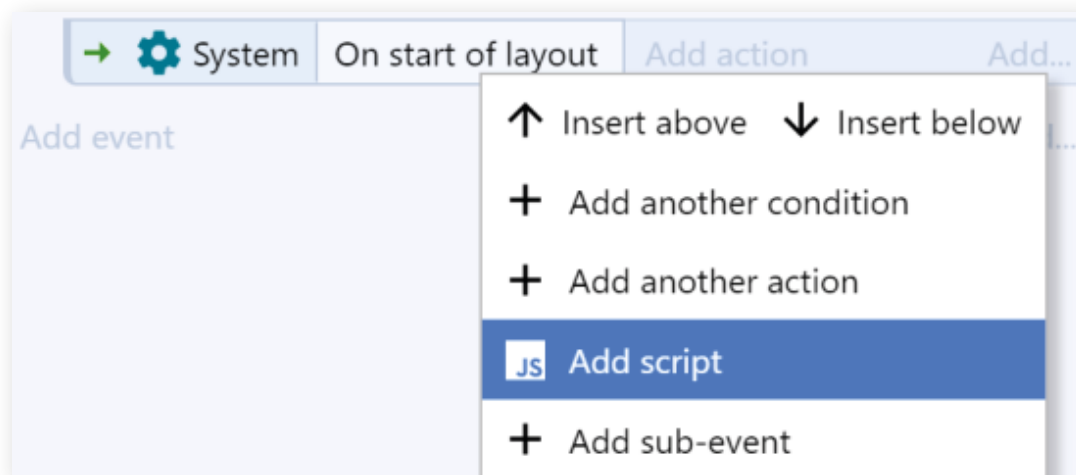 System On start of layout Add action Add...
Insert above Insert below
Add event
Add another condition
Add another action
JS Add script
Add sub-event